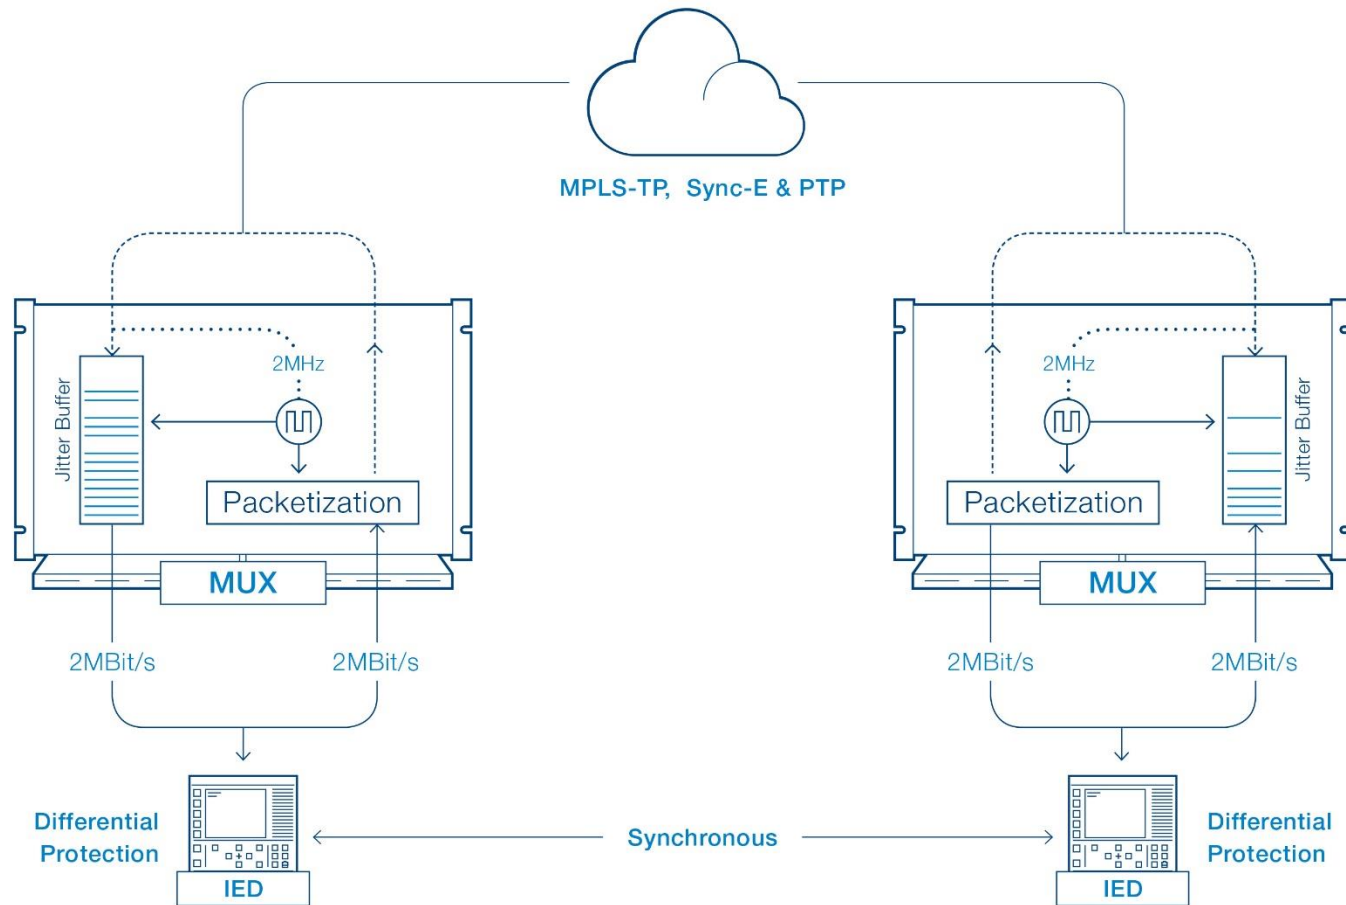 MPLS-TP, Sync-E & PTP
2MHz
Jitter Buffer
Packetization
MUX
2MBit/s
2MBit/s
2MHz
Jitter Buffer
Packetization
MUX
2MBit/s
2MBit/s
Differential
Protection
IED
Synchronous
Differential
Protection
IED